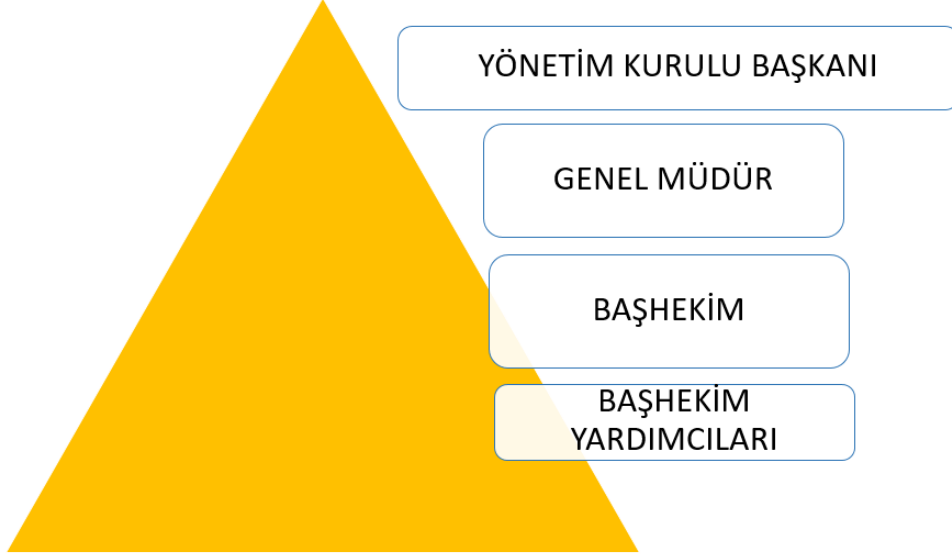 YÖNETİM KURULU BAŞKANI
GENEL MÜDÜR
BAŞHEKİM
BAŞHEKİM
YARDIMCILARI